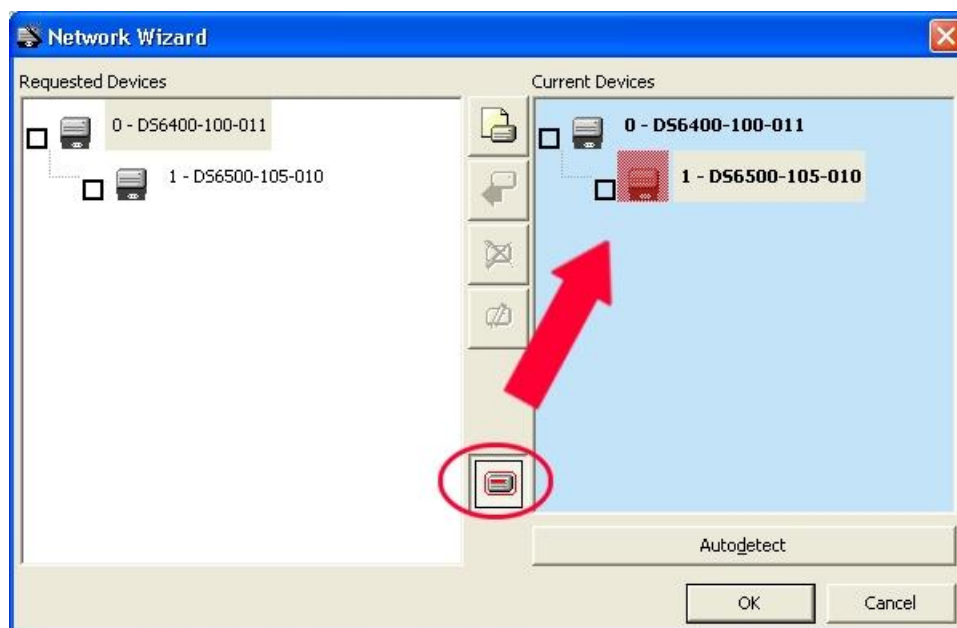 Network Wizard
Requested Devices
Current Devices
0 - DS6400-100-011
1 - DS6500-105-010
0 - DS6400-100-011
1 - DS6500-105-010
Autodetect
OK
Cancel